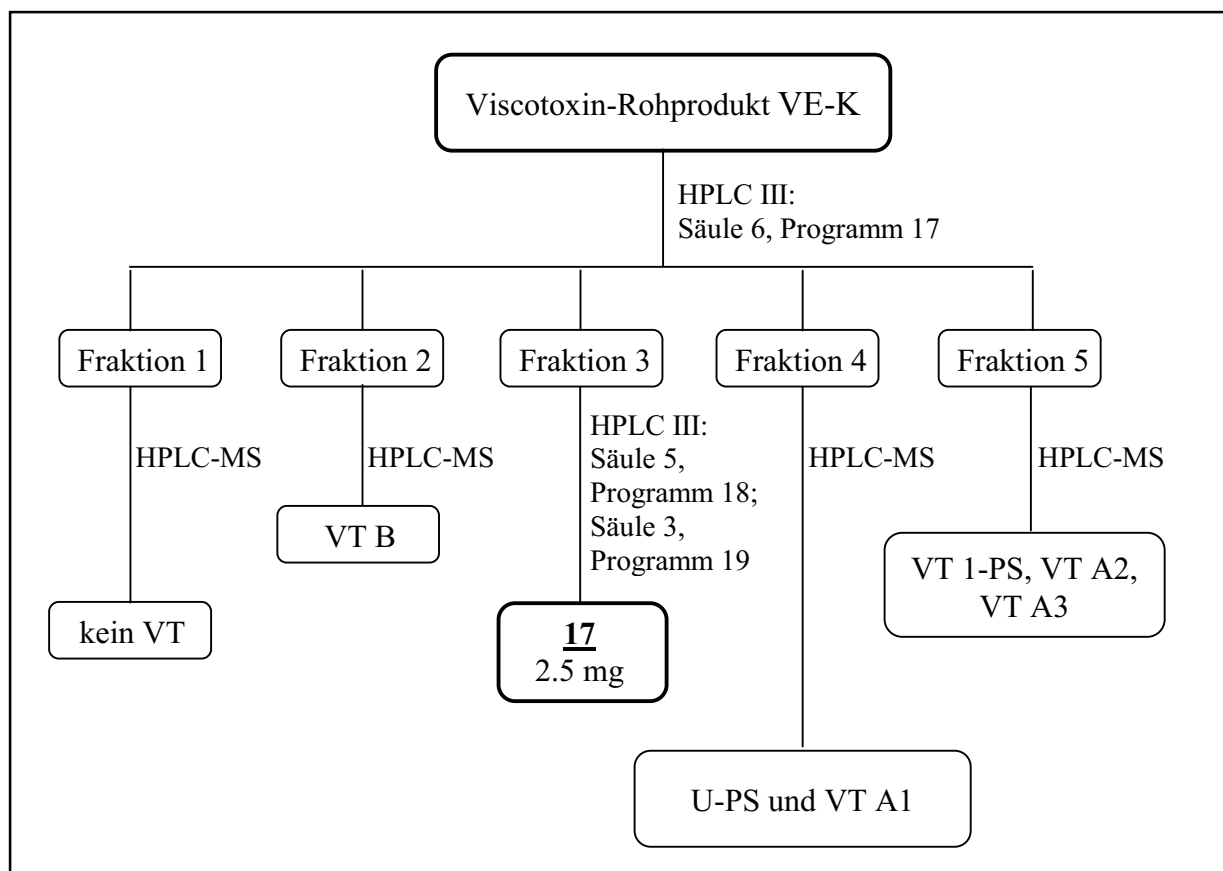 Viscotoxin-Rohprodukt VE-K
HPLC III:
Säule 6, Programm 17
Fraktion 1
Fraktion 2
Fraktion 3
Fraktion 4
Fraktion 5
HPLC-MS
HPLC-MS
HPLC III:
Säule 5,
Programm 18;
Säule 3,
Programm 19
HPLC-MS
HPLC-MS
VT B
VT 1-PS, VT A2,
VT A3
kein VT
17
2.5 mg
U-PS und VT A1